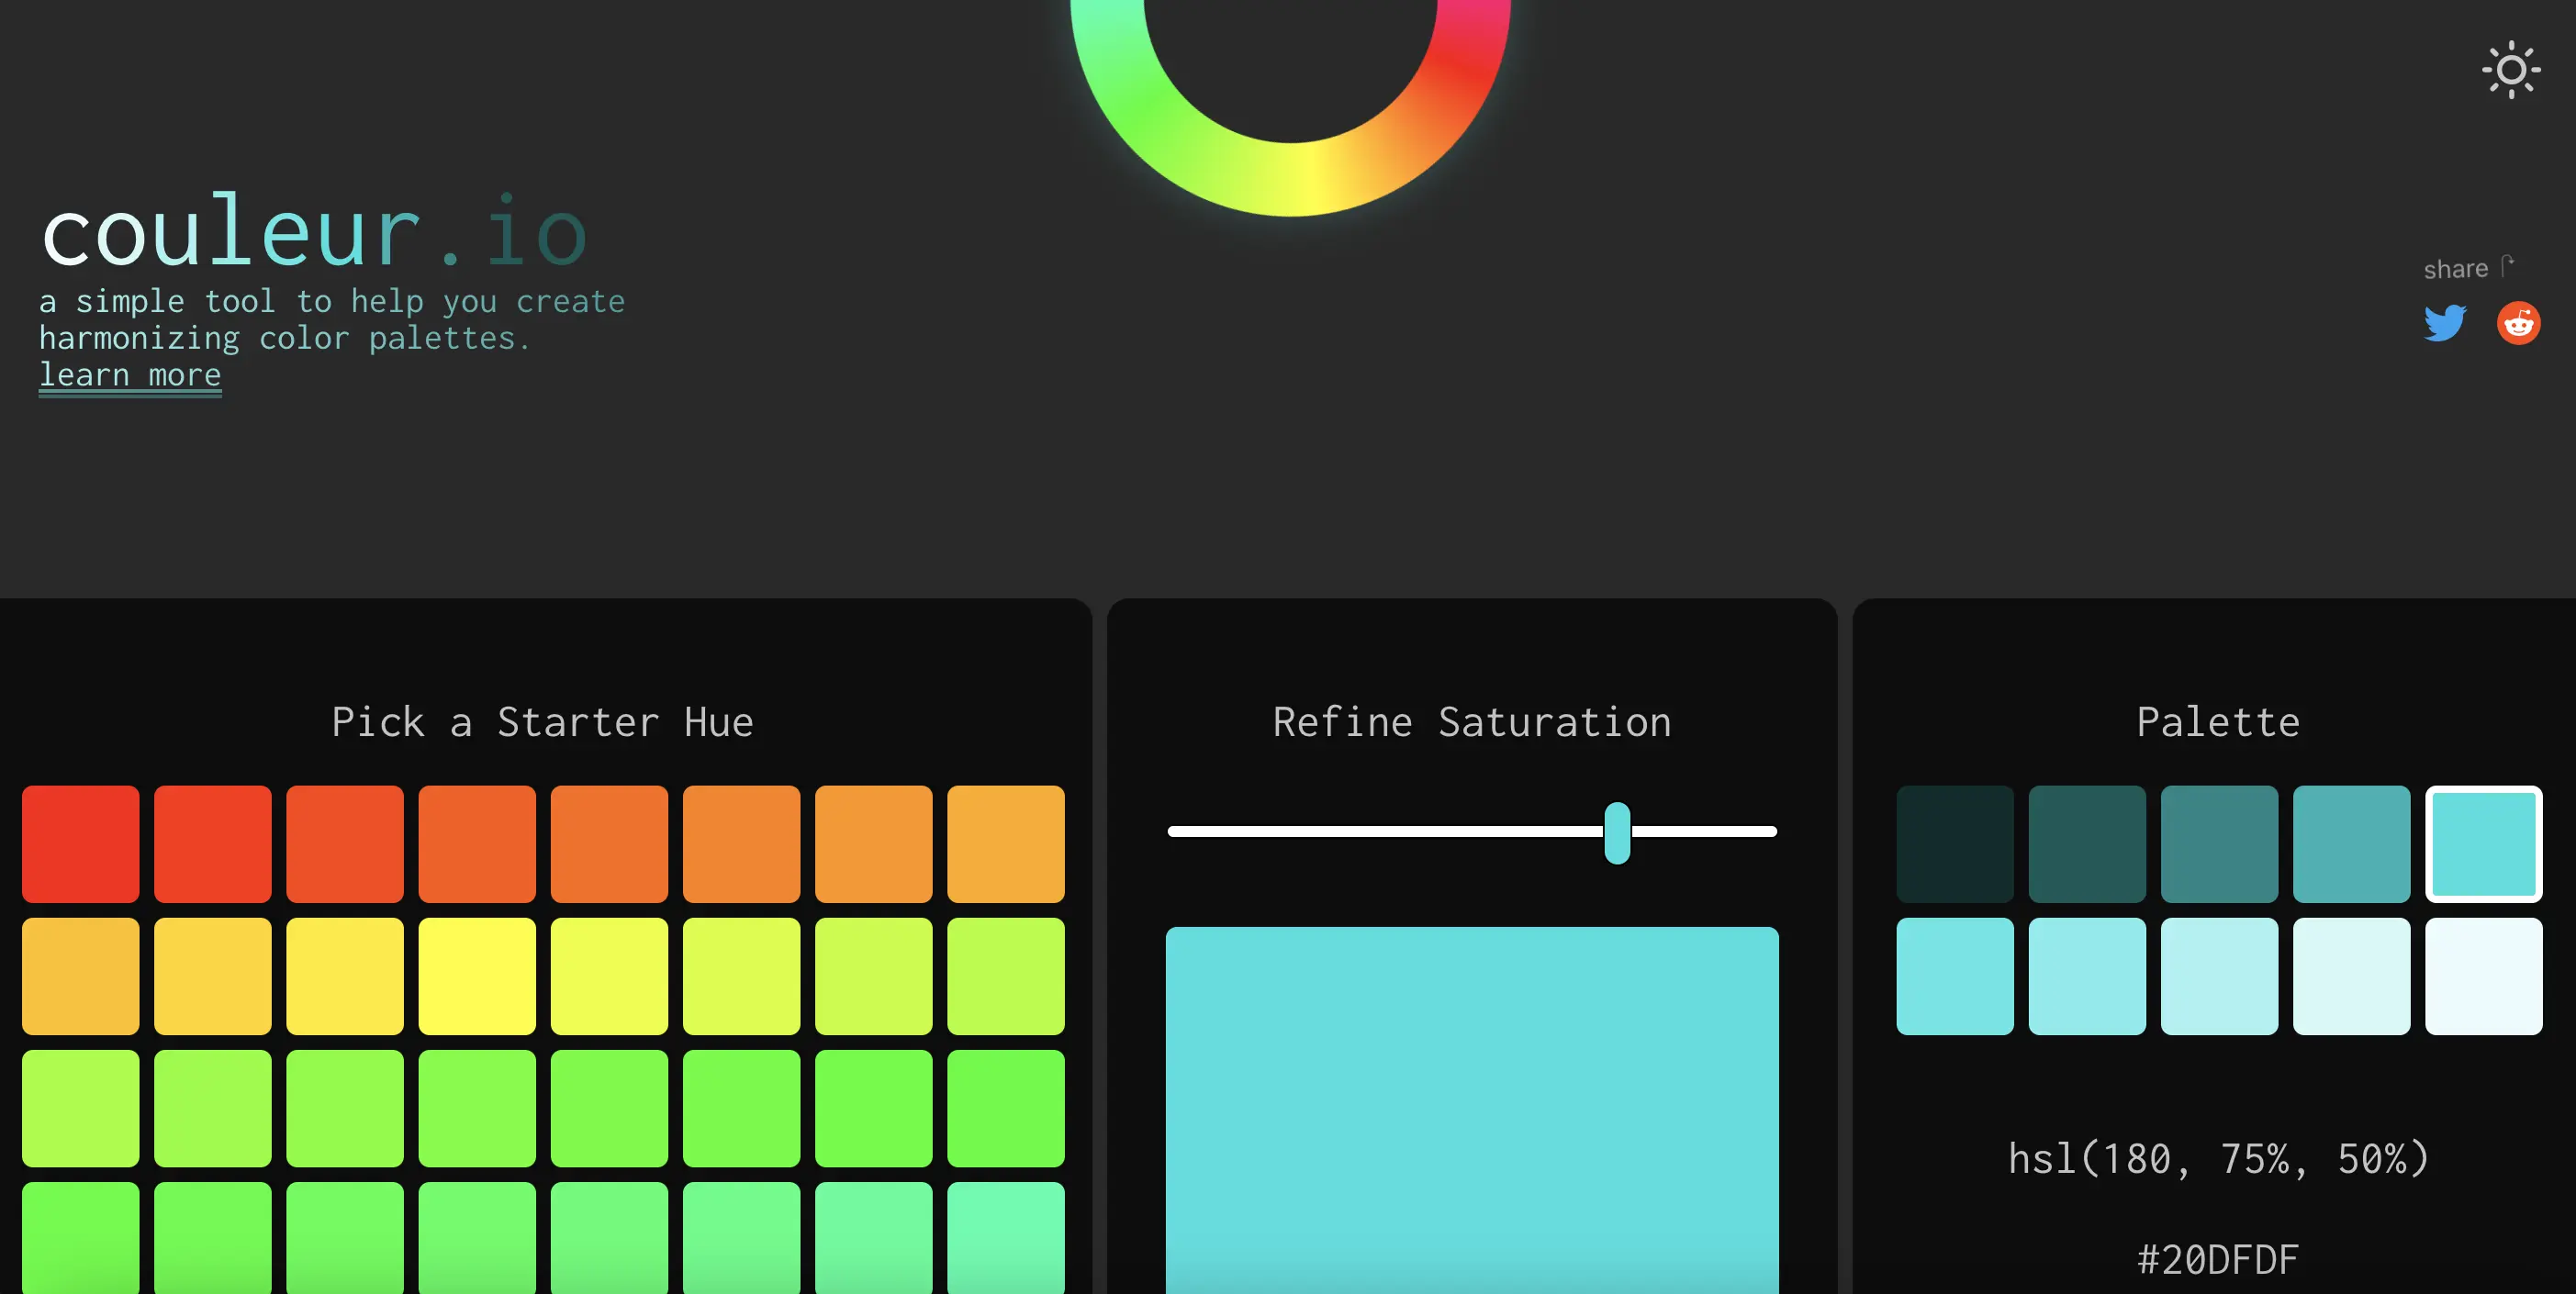 couleur.io
a simple tool to help you create
harmonizing color palettes.
learn more
share
Pick a Starter Hue
Refine Saturation
Palette
hsl(180, 75%, 50%)
#20DFDF